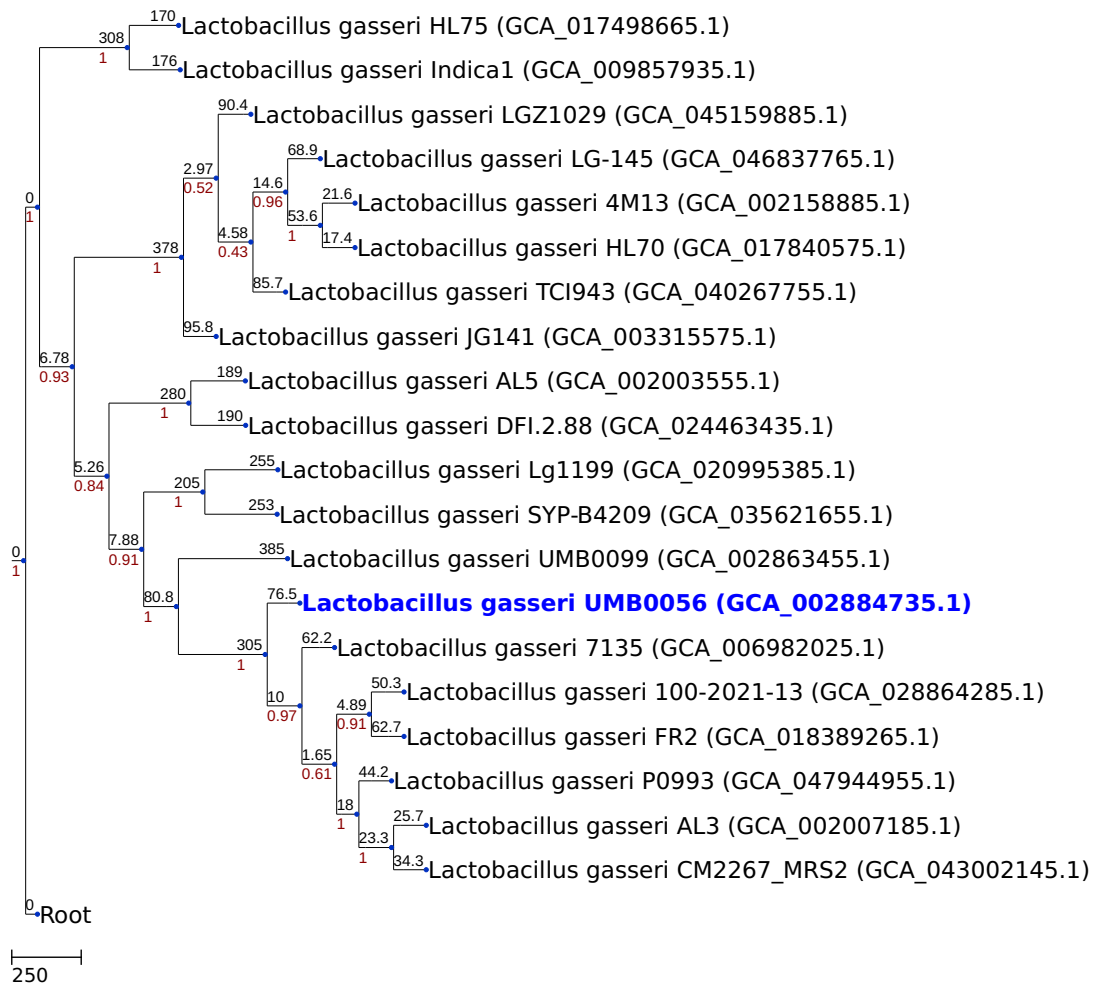 170
Lactobacillus gasseri HL75 (GCA_017498665.1)
308
1
176
Lactobacillus gasseri Indica1 (GCA_009857935.1)
90.4
Lactobacillus gasseri LGZ1029 (GCA_045159885.1)
68.9
Lactobacillus gasseri LG-145 (GCA_046837765.1)
2.97
0.52
14.6
0.96
21.6
Lactobacillus gasseri 4M13 (GCA_002158885.1)
0
1
53.6
1
4.58
0.43
17.4
Lactobacillus gasseri HL70 (GCA_017840575.1)
378
1
85.7
Lactobacillus gasseri TCI943 (GCA_040267755.1)
95.8
Lactobacillus gasseri JG141 (GCA_003315575.1)
6.78
0.93
189
Lactobacillus gasseri AL5 (GCA_002003555.1)
280
1
190
Lactobacillus gasseri DFI.2.88 (GCA_024463435.1)
255
Lactobacillus gasseri Lg1199 (GCA_020995385.1)
5.26
0.84
205
1
253
Lactobacillus gasseri SYP-B4209 (GCA_035621655.1)
7.88
0.91
0
1
385
Lactobacillus gasseri UMB0099 (GCA_002863455.1)
80.8
1
76.5
Lactobacillus gasseri UMB0056 (GCA_002884735.1)
305
1
62.2
Lactobacillus gasseri 7135 (GCA_006982025.1)
50.3
Lactobacillus gasseri 100-2021-13 (GCA_028864285.1)
10
0.97
4.89
0.91
62.7
Lactobacillus gasseri FR2 (GCA_018389265.1)
1.65
0.61
44.2
Lactobacillus gasseri P0993 (GCA_047944955.1)
18
1
25.7
Lactobacillus gasseri AL3 (GCA_002007185.1)
23.3
1
34.3
Lactobacillus gasseri CM2267_MRS2 (GCA_043002145.1)
0
Root
250